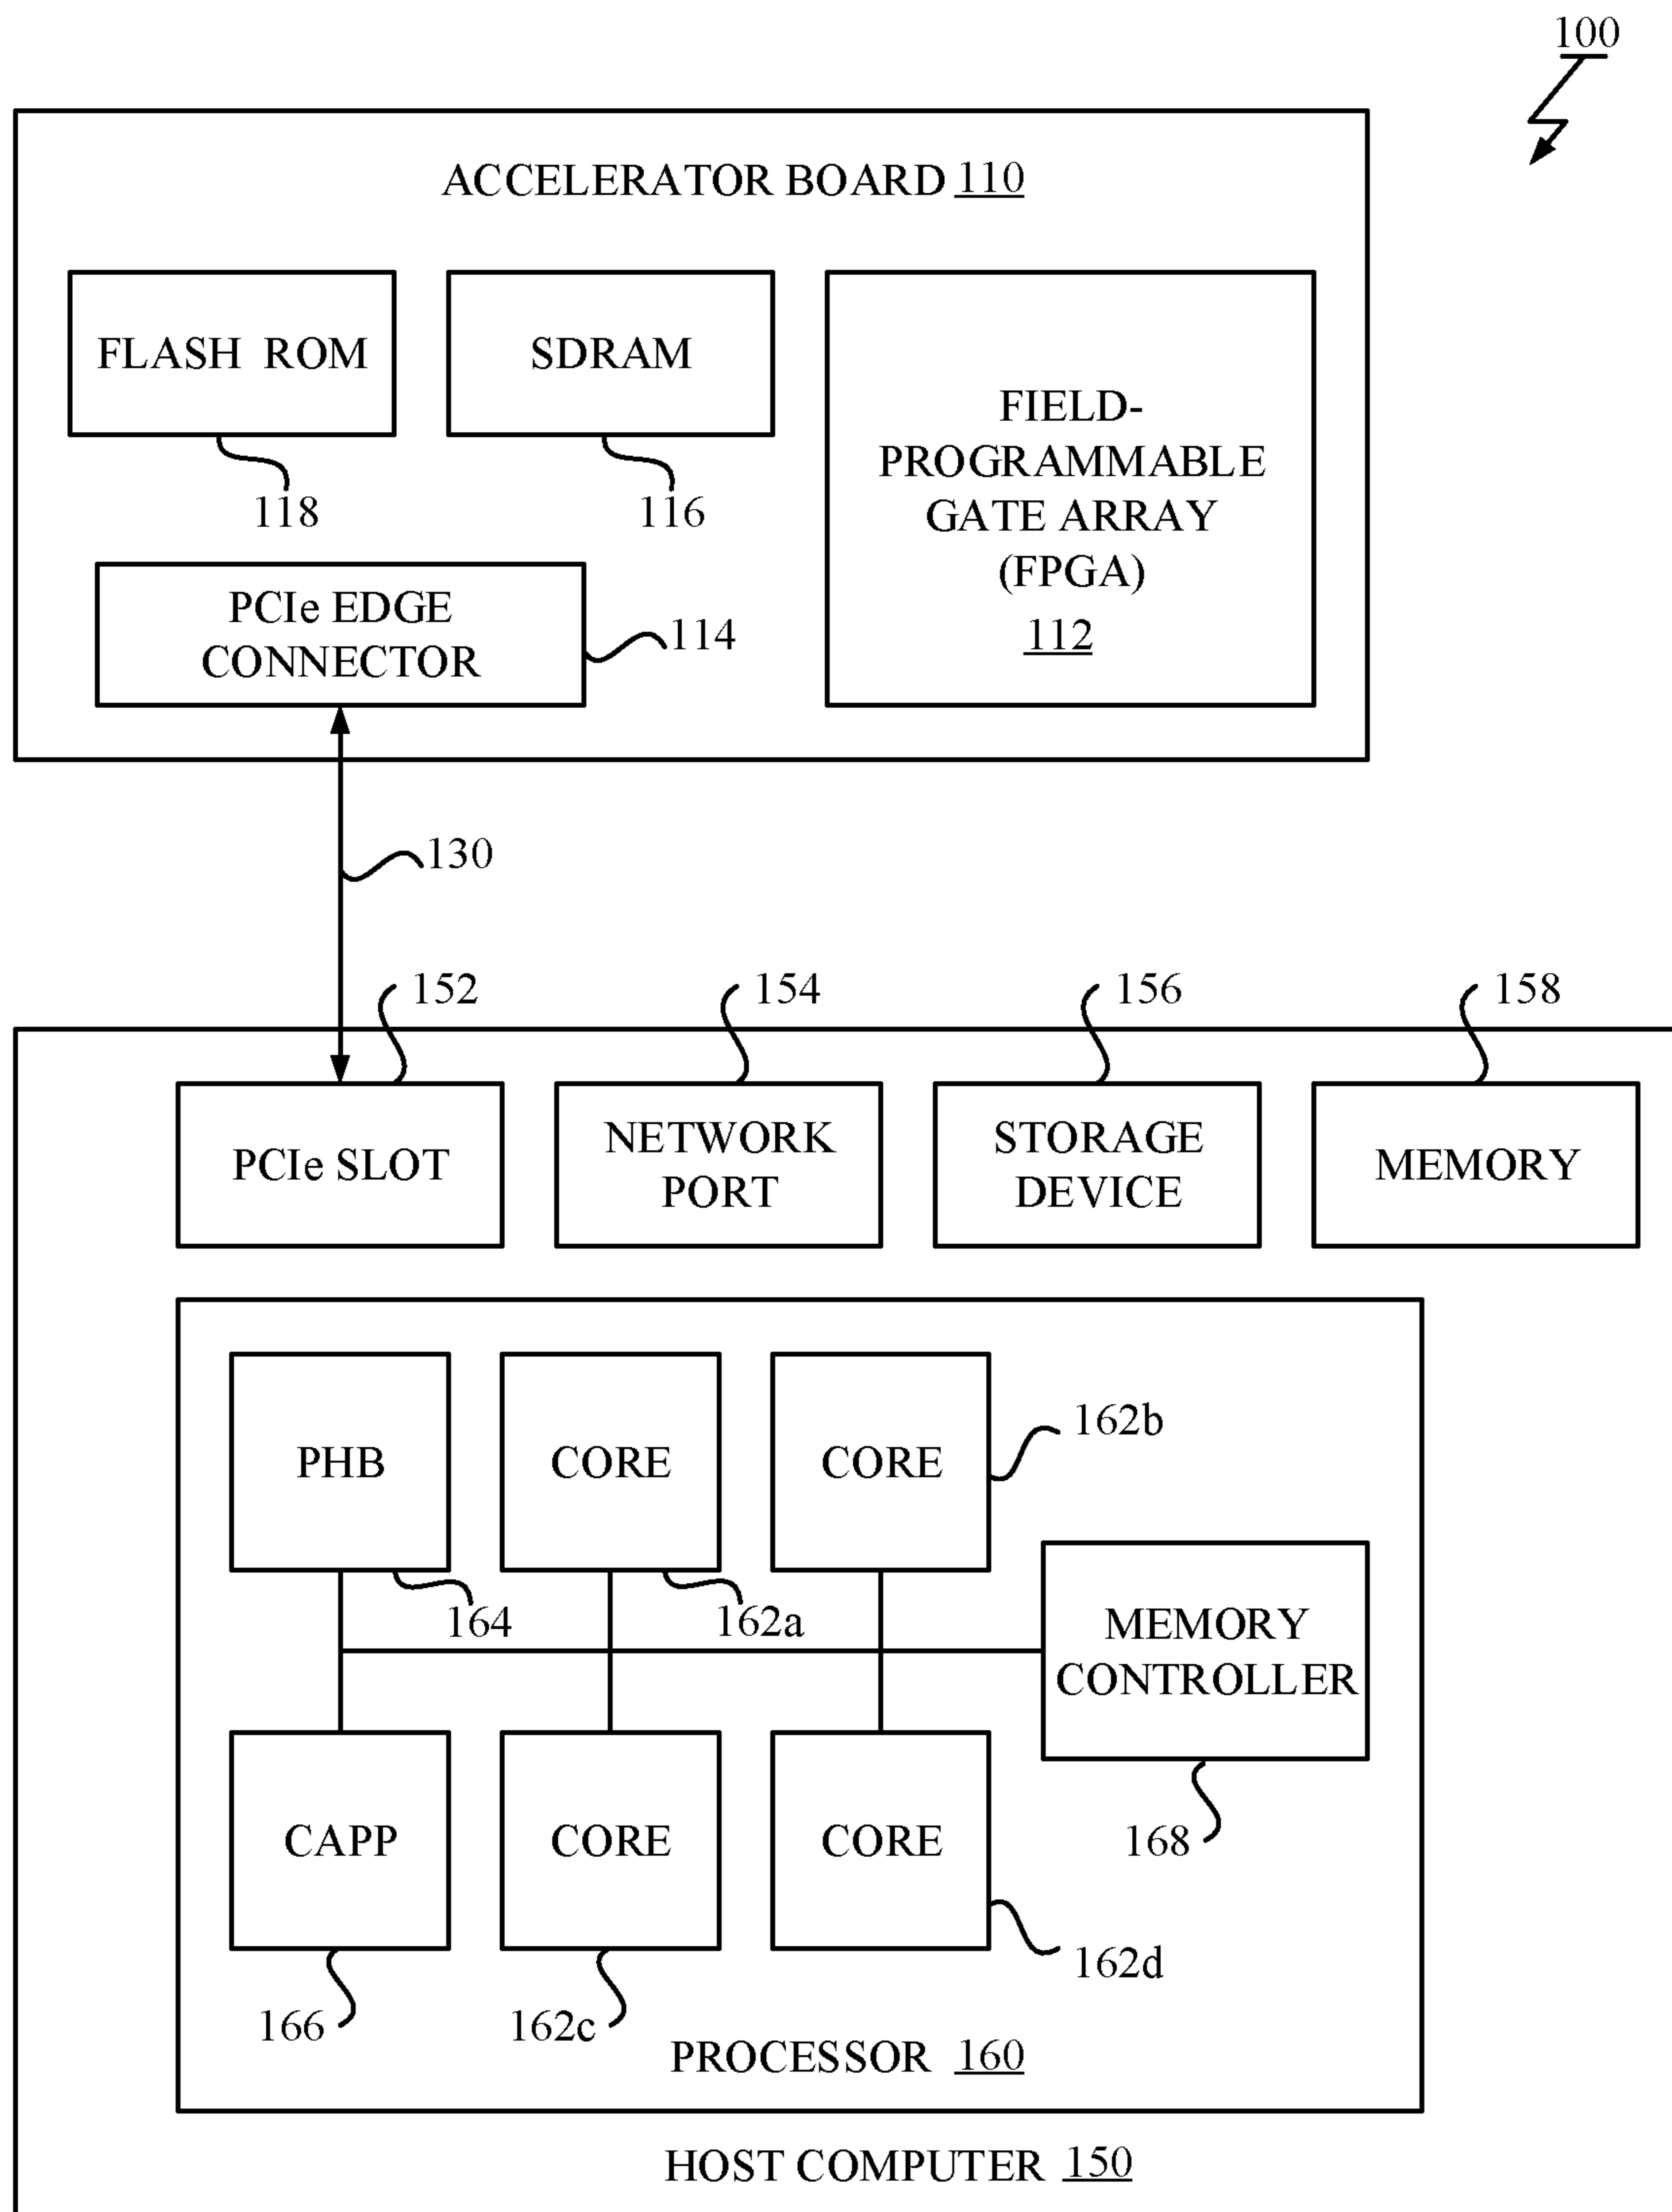 100
ACCELERATOR BOARD 110
FLASH ROM
118
SDRAM
116
FIELD-
PROGRAMMABLE
GATE ARRAY
(FPGA)
112
PCIe EDGE
CONNECTOR
114
130
152
154
156
158
PCIe SLOT
NETWORK
PORT
STORAGE
DEVICE
MEMORY
PHB
164
CORE
162a
CORE
162b
MEMORY
CONTROLLER
168
CAPP
166
CORE
162c
CORE
162d
PROCESSOR 160
HOST COMPUTER 150